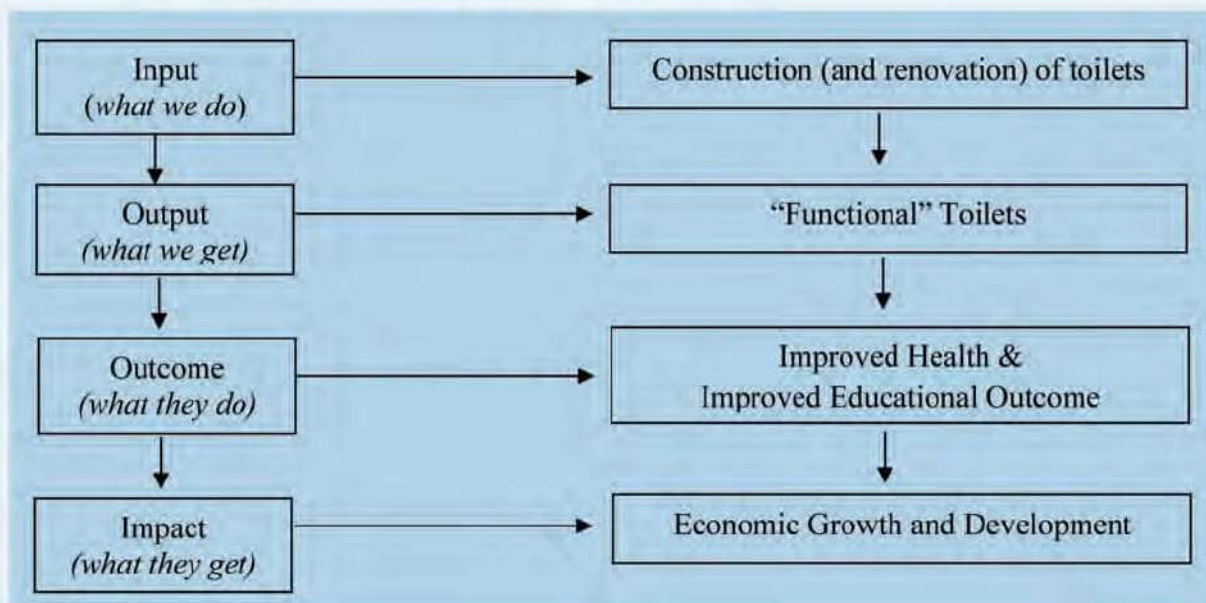 Input
(what we do)
Construction (and renovation) of toilets
Output
(what we get)
“Functional” Toilets
Outcome
(what they do)
Improved Health &
Improved Educational Outcome
Impact
(what they get)
Economic Growth and Development